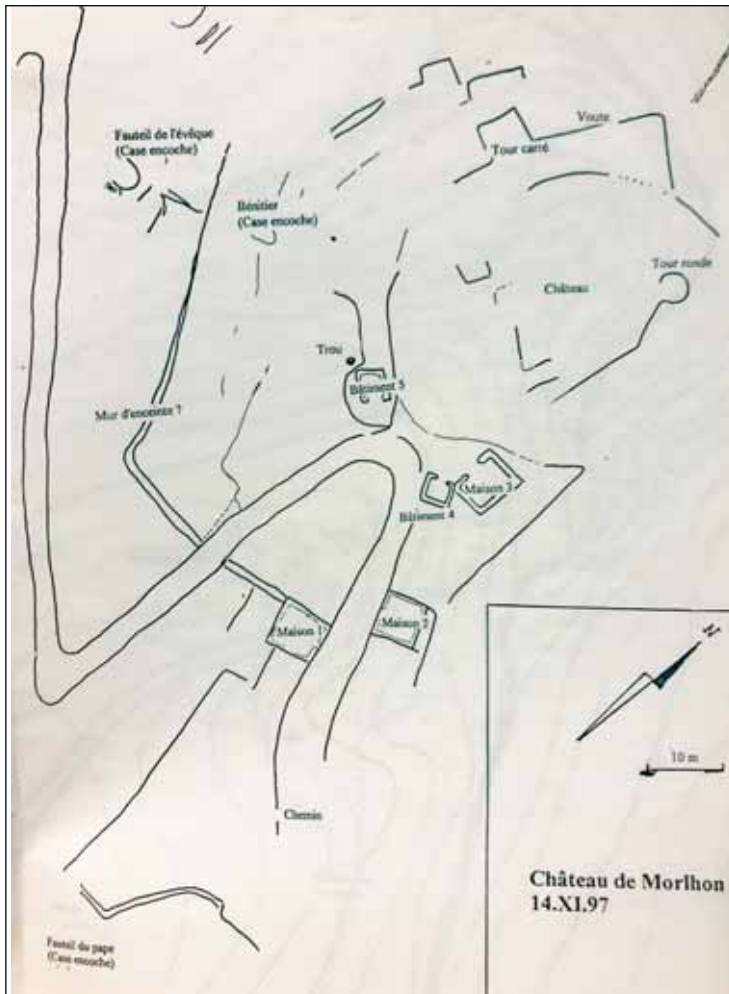 Fauteil de l'évêque
(Case encoche)
Bénitier
(Case encoche)
Voute
Tour carré
Tour ronde
Château
Trou
Bâtiment 5
Mur d'enceinte ?
Maison 3
Bâtiment 4
Maison 1
Maison 2
N
10 m
Chemin
Château de Morlhon
14.XI.97
Fauteil du pape
(Case encoche)